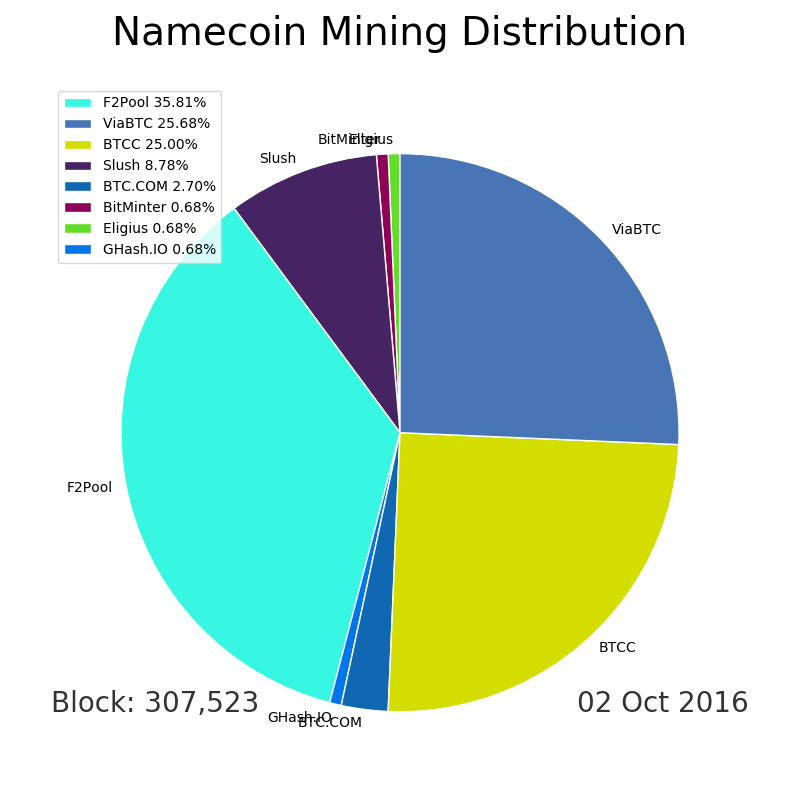 Namecoin Mining Distribution
F2Pool 35.81%
ViaBTC 25.68%
BTCC 25.00%
Slush 8.78%
BTC.COM 2.70%
BitMinter 0.68%
Eligius 0.68%
GHash.IO 0.68%
BitMinter
Eligius
Slush
ViaBTC
F2Pool
BTCC
GHash.IO
BTC.COM
Block: 307,523
02 Oct 2016